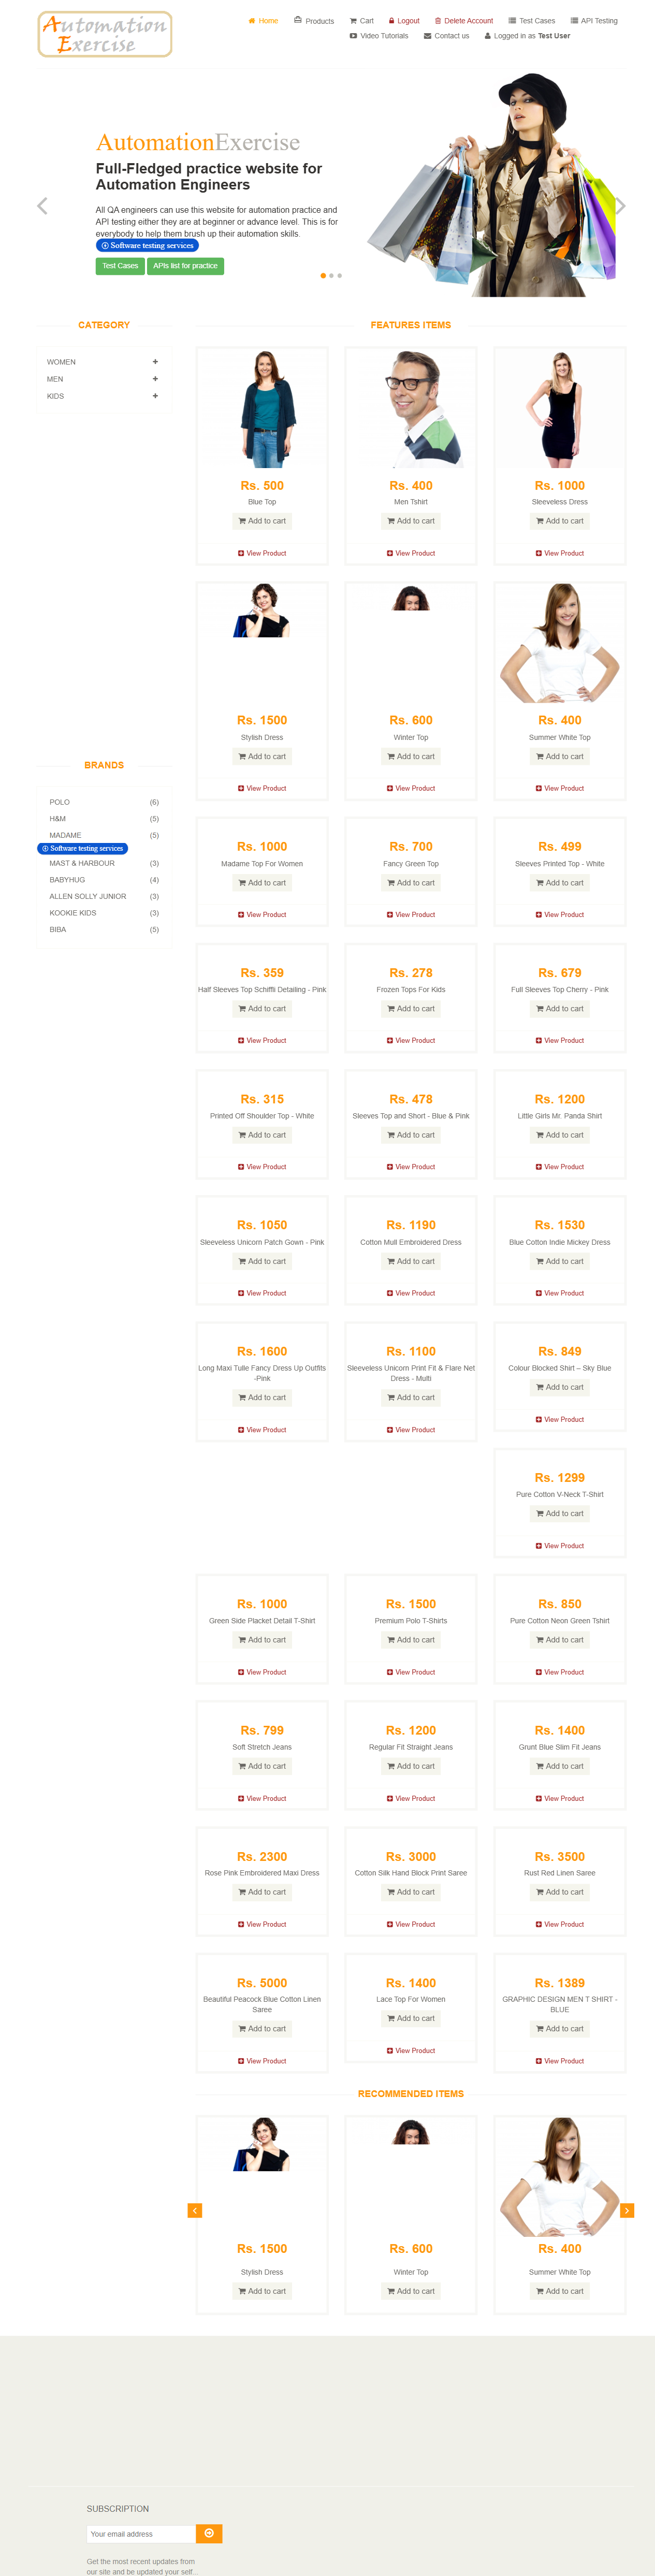 Automation
Exercise
Home
Products
Cart
Logout
Delete Account
Test Cases
API Testing
Video Tutorials
Contact us
Logged in as Test User
AutomationExercise
Full-Fledged practice website for
Automation Engineers
All QA engineers can use this website for automation practice and
API testing either they are at beginner or advance level. This is for
everybody to help them brush up their automation skills.
Software testing services
Test Cases
APIs list for practice
CATEGORY
WOMEN
MEN
KIDS
BRANDS
POLO (6)
H&M (5)
MADAME (5)
Software testing services
MAST & HARBOUR (3)
BABYHUG (4)
ALLEN SOLLY JUNIOR (3)
KOOKIE KIDS (3)
BIBA (5)
FEATURES ITEMS
Rs. 500
Blue Top
Add to cart
View Product
Rs. 400
Men Tshirt
Add to cart
View Product
Rs. 1000
Sleeveless Dress
Add to cart
View Product
Rs. 1500
Stylish Dress
Add to cart
View Product
Rs. 600
Winter Top
Add to cart
View Product
Rs. 400
Summer White Top
Add to cart
View Product
Rs. 1000
Madame Top For Women
Add to cart
View Product
Rs. 700
Fancy Green Top
Add to cart
View Product
Rs. 499
Sleeves Printed Top - White
Add to cart
View Product
Rs. 359
Half Sleeves Top Schiffli Detailing - Pink
Add to cart
View Product
Rs. 278
Frozen Tops For Kids
Add to cart
View Product
Rs. 679
Full Sleeves Top Cherry - Pink
Add to cart
View Product
Rs. 315
Printed Off Shoulder Top - White
Add to cart
View Product
Rs. 478
Sleeves Top and Short - Blue & Pink
Add to cart
View Product
Rs. 1200
Little Girls Mr. Panda Shirt
Add to cart
View Product
Rs. 1050
Sleeveless Unicorn Patch Gown - Pink
Add to cart
View Product
Rs. 1190
Cotton Mull Embroidered Dress
Add to cart
View Product
Rs. 1530
Blue Cotton Indie Mickey Dress
Add to cart
View Product
Rs. 1600
Long Maxi Tulle Fancy Dress Up Outfits
-Pink
Add to cart
View Product
Rs. 1100
Sleeveless Unicorn Print Fit & Flare Net
Dress - Multi
Add to cart
View Product
Rs. 849
Colour Blocked Shirt – Sky Blue
Add to cart
View Product
Rs. 1299
Pure Cotton V-Neck T-Shirt
Add to cart
View Product
Rs. 1000
Green Side Placket Detail T-Shirt
Add to cart
View Product
Rs. 1500
Premium Polo T-Shirts
Add to cart
View Product
Rs. 850
Pure Cotton Neon Green Tshirt
Add to cart
View Product
Rs. 799
Soft Stretch Jeans
Add to cart
View Product
Rs. 1200
Regular Fit Straight Jeans
Add to cart
View Product
Rs. 1400
Grunt Blue Slim Fit Jeans
Add to cart
View Product
Rs. 2300
Rose Pink Embroidered Maxi Dress
Add to cart
View Product
Rs. 3000
Cotton Silk Hand Block Print Saree
Add to cart
View Product
Rs. 3500
Rust Red Linen Saree
Add to cart
View Product
Rs. 5000
Beautiful Peacock Blue Cotton Linen
Saree
Add to cart
View Product
Rs. 1400
Lace Top For Women
Add to cart
View Product
Rs. 1389
GRAPHIC DESIGN MEN T SHIRT -
BLUE
Add to cart
View Product
RECOMMENDED ITEMS
Rs. 1500
Stylish Dress
Add to cart
Rs. 600
Winter Top
Add to cart
Rs. 400
Summer White Top
Add to cart
SUBSCRIPTION
Your email address
Get the most recent updates from
our site and be updated your self...